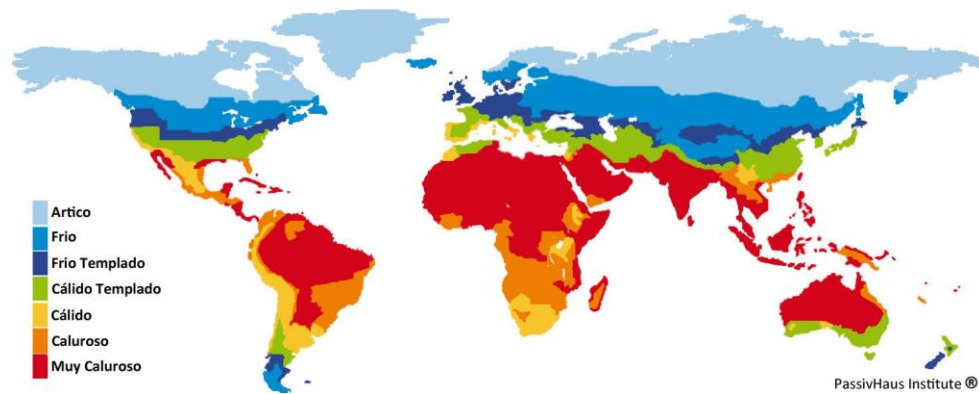 Artico
Frio
Frio Templado
Cálido Templado
Cálido
Caluroso
Muy Caluroso
PassivHaus Institute ®